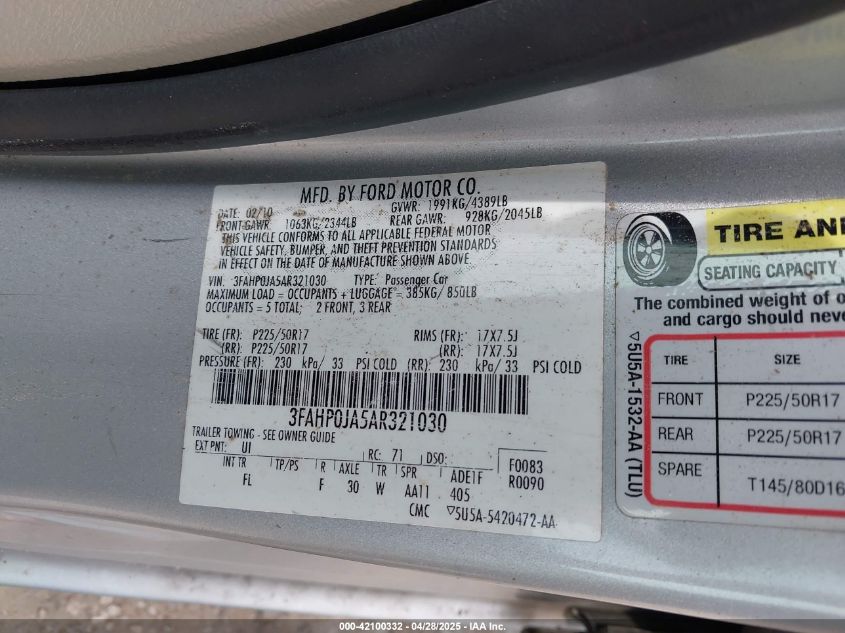 MFD. BY FORD MOTOR CO.
DATE: 02/10 GVWR: 1991KG/4389LB
FRONT GAWR: 1063KG/2344LB REAR GAWR: 928KG/2045LB
THIS VEHICLE CONFORMS TO ALL APPLICABLE FEDERAL MOTOR
VEHICLE SAFETY, BUMPER, AND THEFT PREVENTION STANDARDS
IN EFFECT ON THE DATE OF MANUFACTURE SHOWN ABOVE.
VIN: 3FAHP0JA5AR321030 TYPE: Passenger Car
MAXIMUM LOAD = OCCUPANTS + LUGGAGE = 385KG/ 850LB
OCCUPANTS = 5 TOTAL; 2 FRONT, 3 REAR
TIRE (FR): P225/50R17 RIMS (FR): 17X7.5J
(RR): P225/50R17 (RR): 17X7.5J
PRESSURE (FR): 230 kPa/ 33 PSI COLD (RR): 230 kPa/ 33 PSI COLD
3FAHP0JA5AR321030
TRAILER TOWING - SEE OWNER GUIDE
EXT PNT: UI RC: 71 DSO: F0083
R0090
INT TR TP/PS R AXLE TR SPR ADE1F
FL F 30 W AA11 405
CMC ▽5U5A-5420472-AA
TIRE AN
SEATING CAPACITY
The combined weight of o
and cargo should neve
▽5U5A-1532-AA (TLU)
TIRE SIZE
FRONT P225/50R17
REAR P225/50R17
SPARE T145/80D16
000-42100332 - 04/28/2025 - IAA Inc.